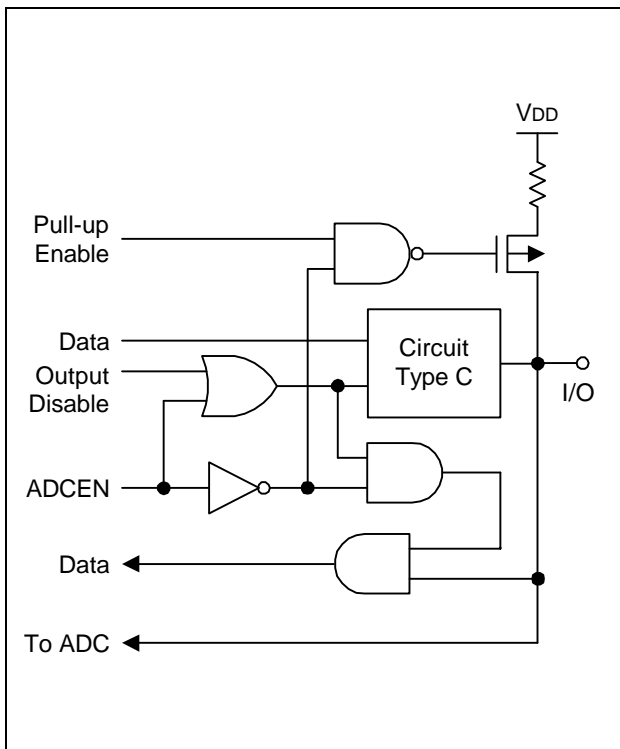 VDD
Pull-up
Enable
Data
Output
Disable
Circuit
Type C
I/O
ADCEN
Data
To ADC